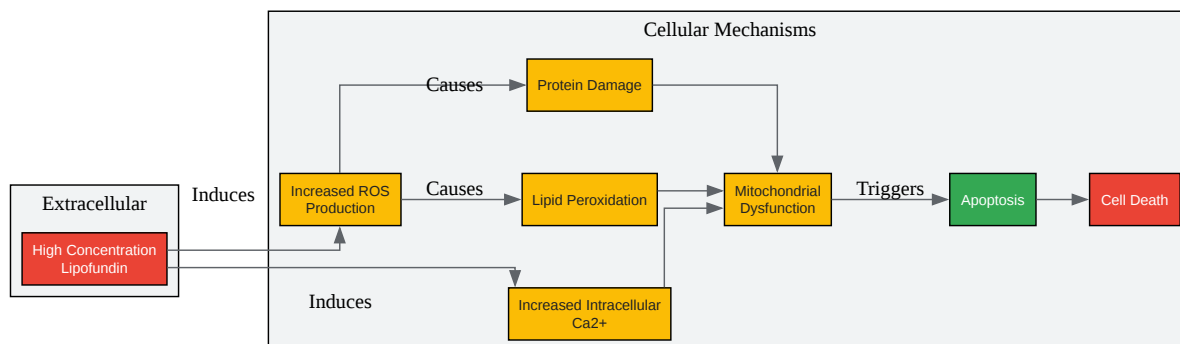 Cellular Mechanisms
Causes
Protein Damage
Extracellular
Induces
Increased ROS
Production
Causes
Lipid Peroxidation
Mitochondrial
Dysfunction
Triggers
Apoptosis
Cell Death
High Concentration
Lipofundin
Induces
Increased Intracellular
Ca2+